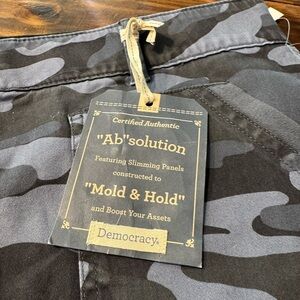 Certified Authentic
"Ab"solution
Featuring Slimming Panels
constructed to
"Mold & Hold"
and Boost Your Assets
Democracy®